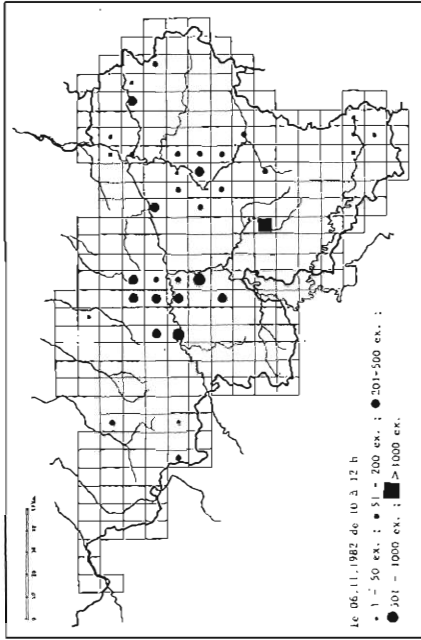 Le 06.11.1982 de 10 à 12 h
• 1 - 50 ex. ; • 51 - 200 ex. ; ● 201-500 ex. ;
● 501 - 1000 ex. ; ■ >1000 ex.